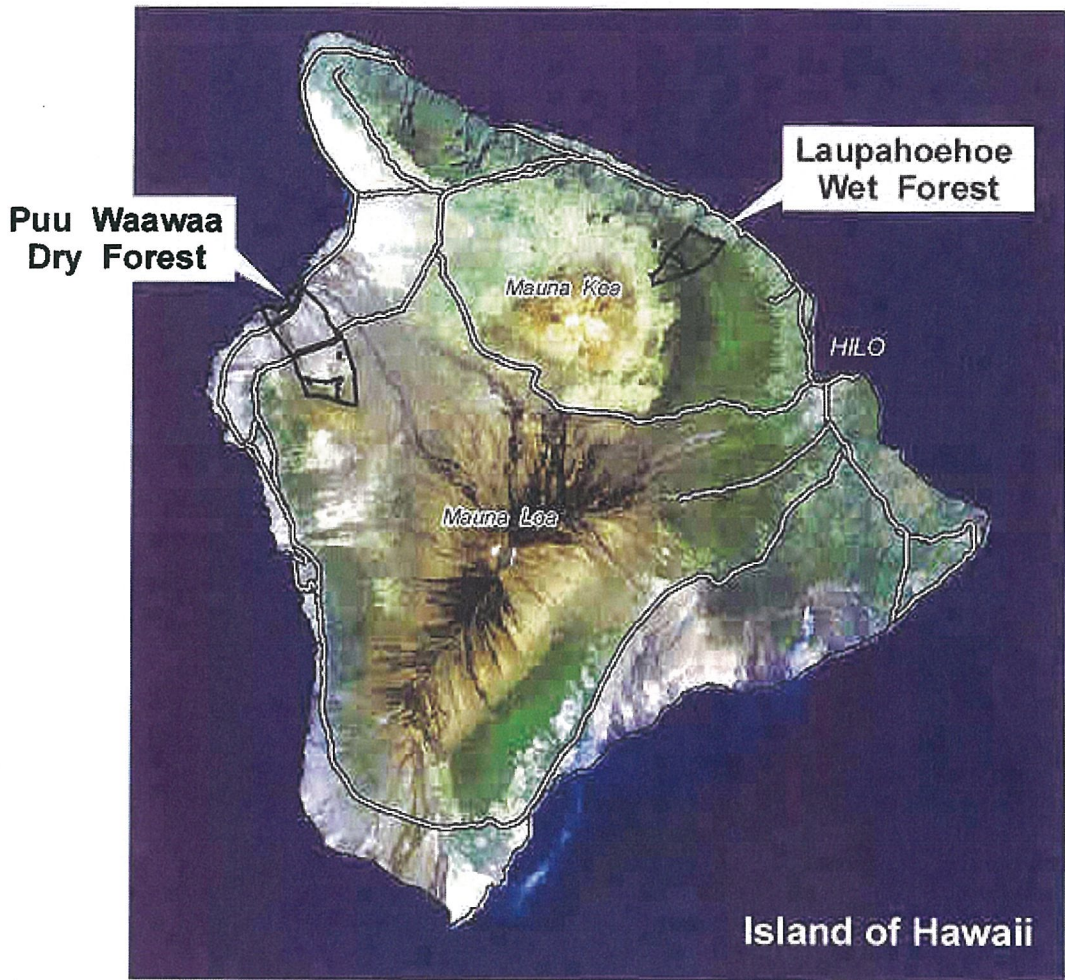 Laupahoehoe
Wet Forest
Puu Waawaa
Dry Forest
Mauna Kea
HILO
Mauna Loa
Island of Hawaii